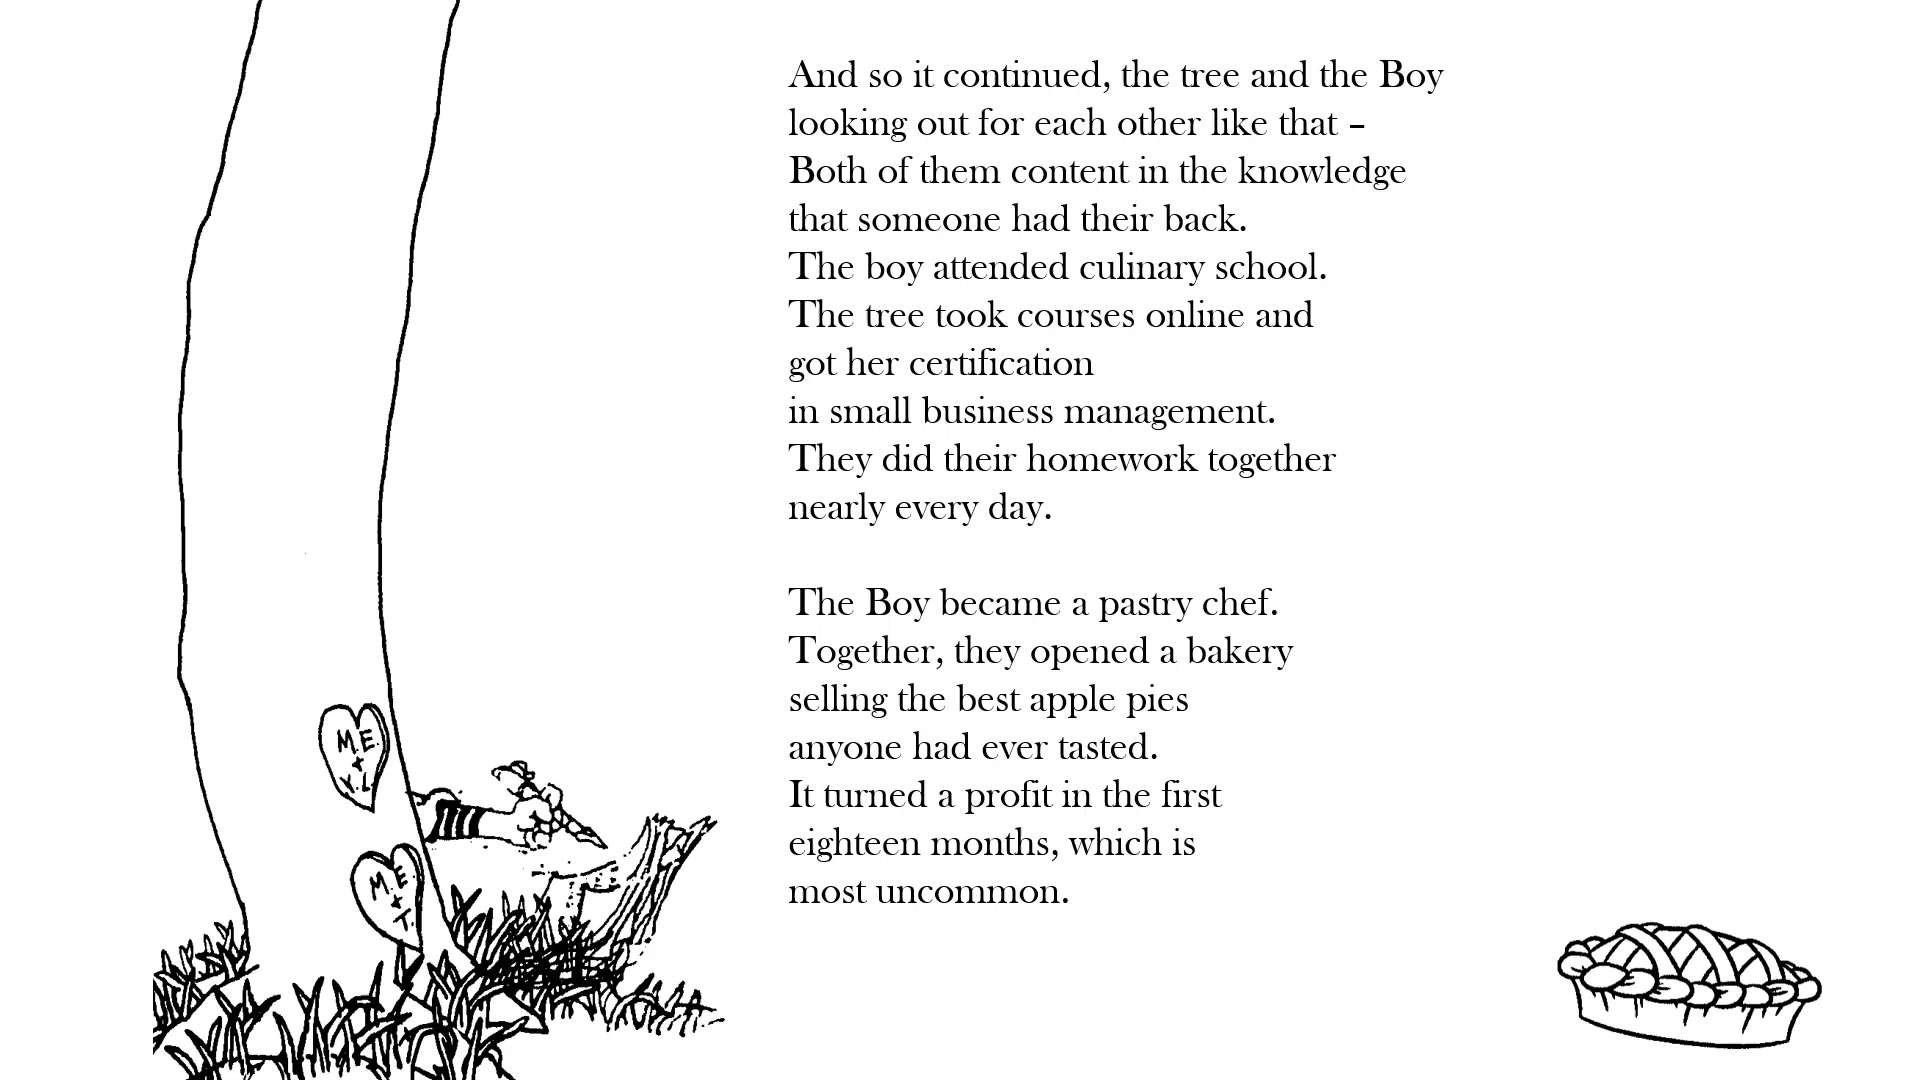 And so it continued, the tree and the Boy
looking out for each other like that –
Both of them content in the knowledge
that someone had their back.
The boy attended culinary school.
The tree took courses online and
got her certification
in small business management.
They did their homework together
nearly every day.
The Boy became a pastry chef.
Together, they opened a bakery
selling the best apple pies
anyone had ever tasted.
It turned a profit in the first
eighteen months, which is
most uncommon.
M.E.
+
Y.L.
M.E.
+
T.